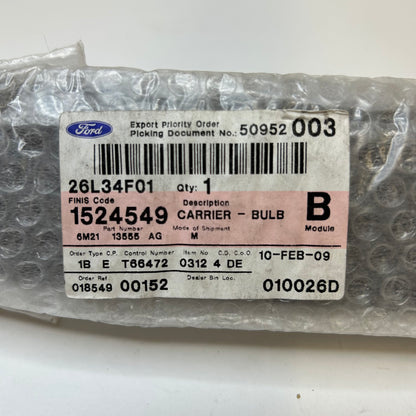 Ford
Export Priority Order
Picking Document No.: 50952 003
26L34F01 Qty: 1
FINIS Code Description
1524549 CARRIER - BULB B
Part Number Mode of Shipment Module
6M21 13555 AG M
Order Type C.P. Control Number Item No C.D. C.o.O 10-FEB-09
1B E T66472 0312 4 DE
Order Ref: Dealer Bin Loc.
018549 00152 010026D